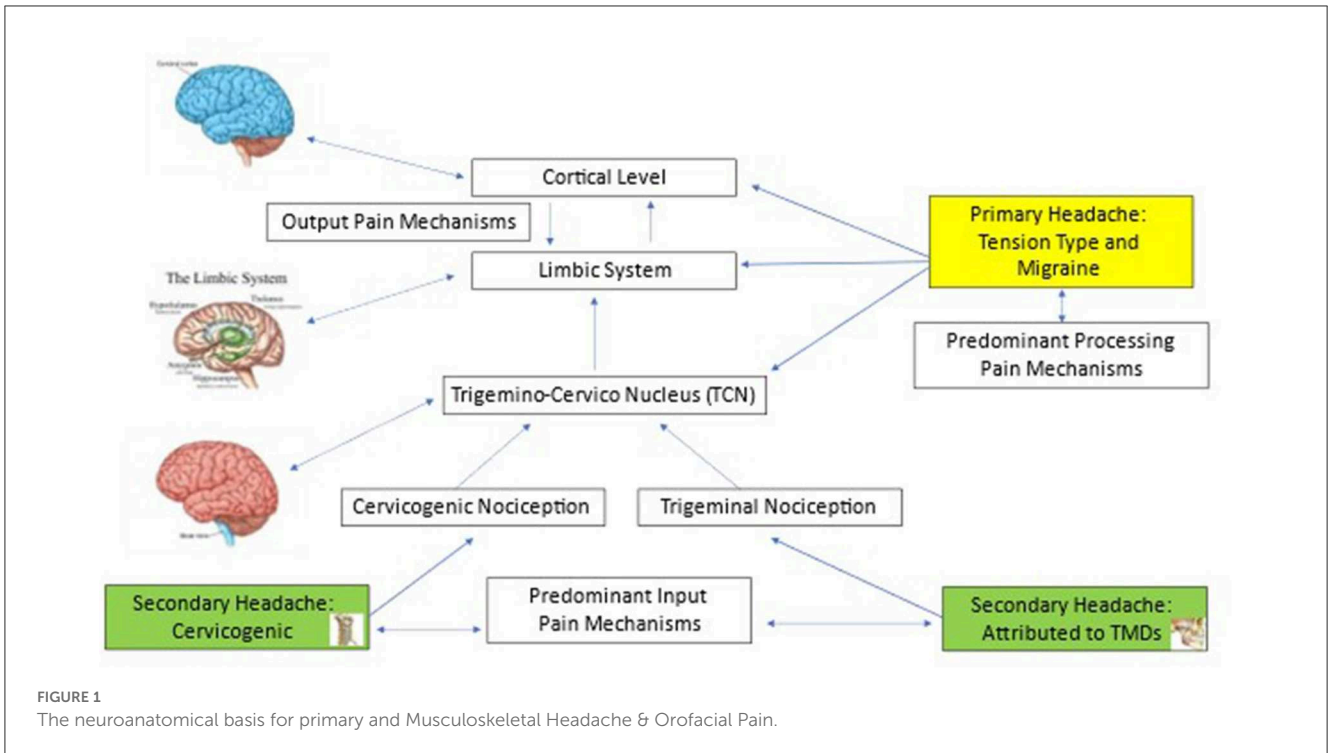 Cortical Level
Output Pain Mechanisms
Limbic System
The Limbic System
Primary Headache:
Tension Type and
Migraine
Predominant Processing
Pain Mechanisms
Trigemino-Cervico Nucleus (TCN)
Cervicogenic Nociception
Trigeminal Nociception
Secondary Headache:
Cervicogenic
Predominant Input
Pain Mechanisms
Secondary Headache:
Attributed to TMDs
FIGURE 1
The neuroanatomical basis for primary and Musculoskeletal Headache & Orofacial Pain.